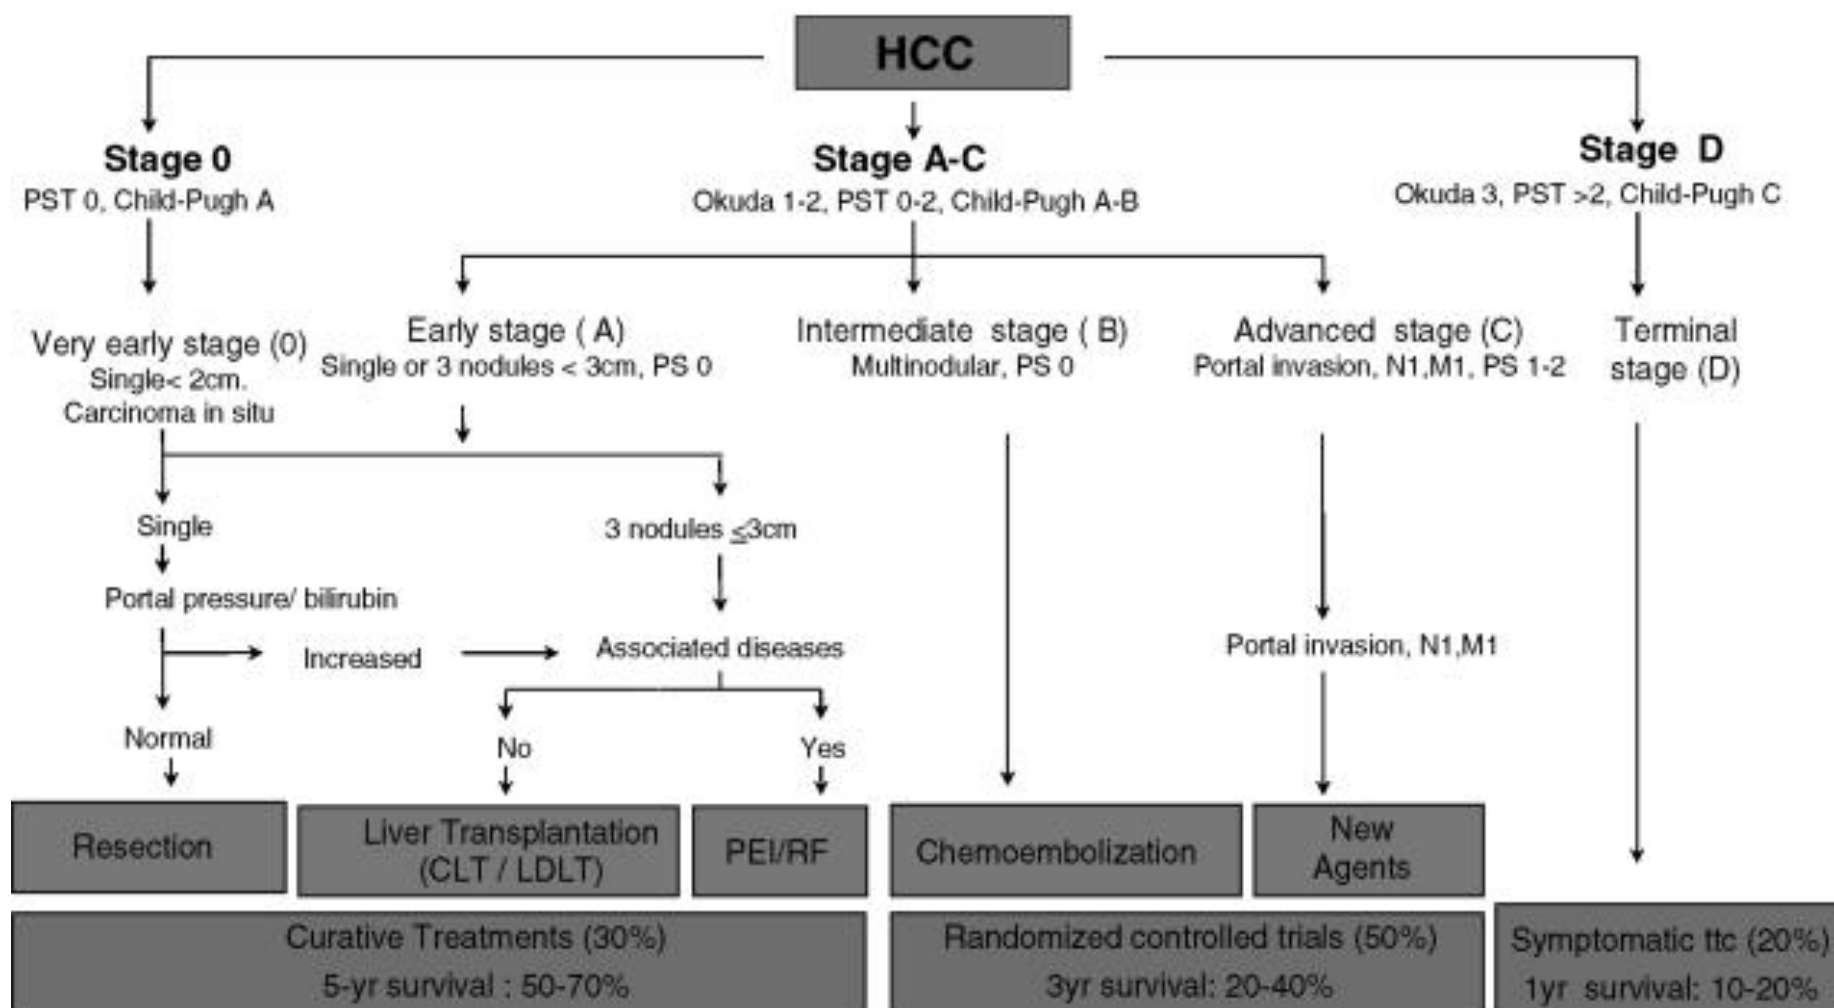 HCC
Stage 0
PST 0, Child-Pugh A
Stage A-C
Okuda 1-2, PST 0-2, Child-Pugh A-B
Stage D
Okuda 3, PST >2, Child-Pugh C
Very early stage (0)
Single< 2cm.
Carcinoma in situ
Early stage ( A)
Single or 3 nodules < 3cm, PS 0
Intermediate stage ( B)
Multinodular, PS 0
Advanced stage (C)
Portal invasion, N1,M1, PS 1-2
Terminal
stage (D)
Single
3 nodules ≤3cm
Portal pressure/ bilirubin
Increased
Associated diseases
Portal invasion, N1,M1
Normal
No
Yes
Resection
Liver Transplantation
(CLT / LDLT)
PEI/RF
Chemoembolization
New
Agents
Curative Treatments (30%)
5-yr survival : 50-70%
Randomized controlled trials (50%)
3yr survival: 20-40%
Symptomatic ttc (20%)
1yr survival: 10-20%